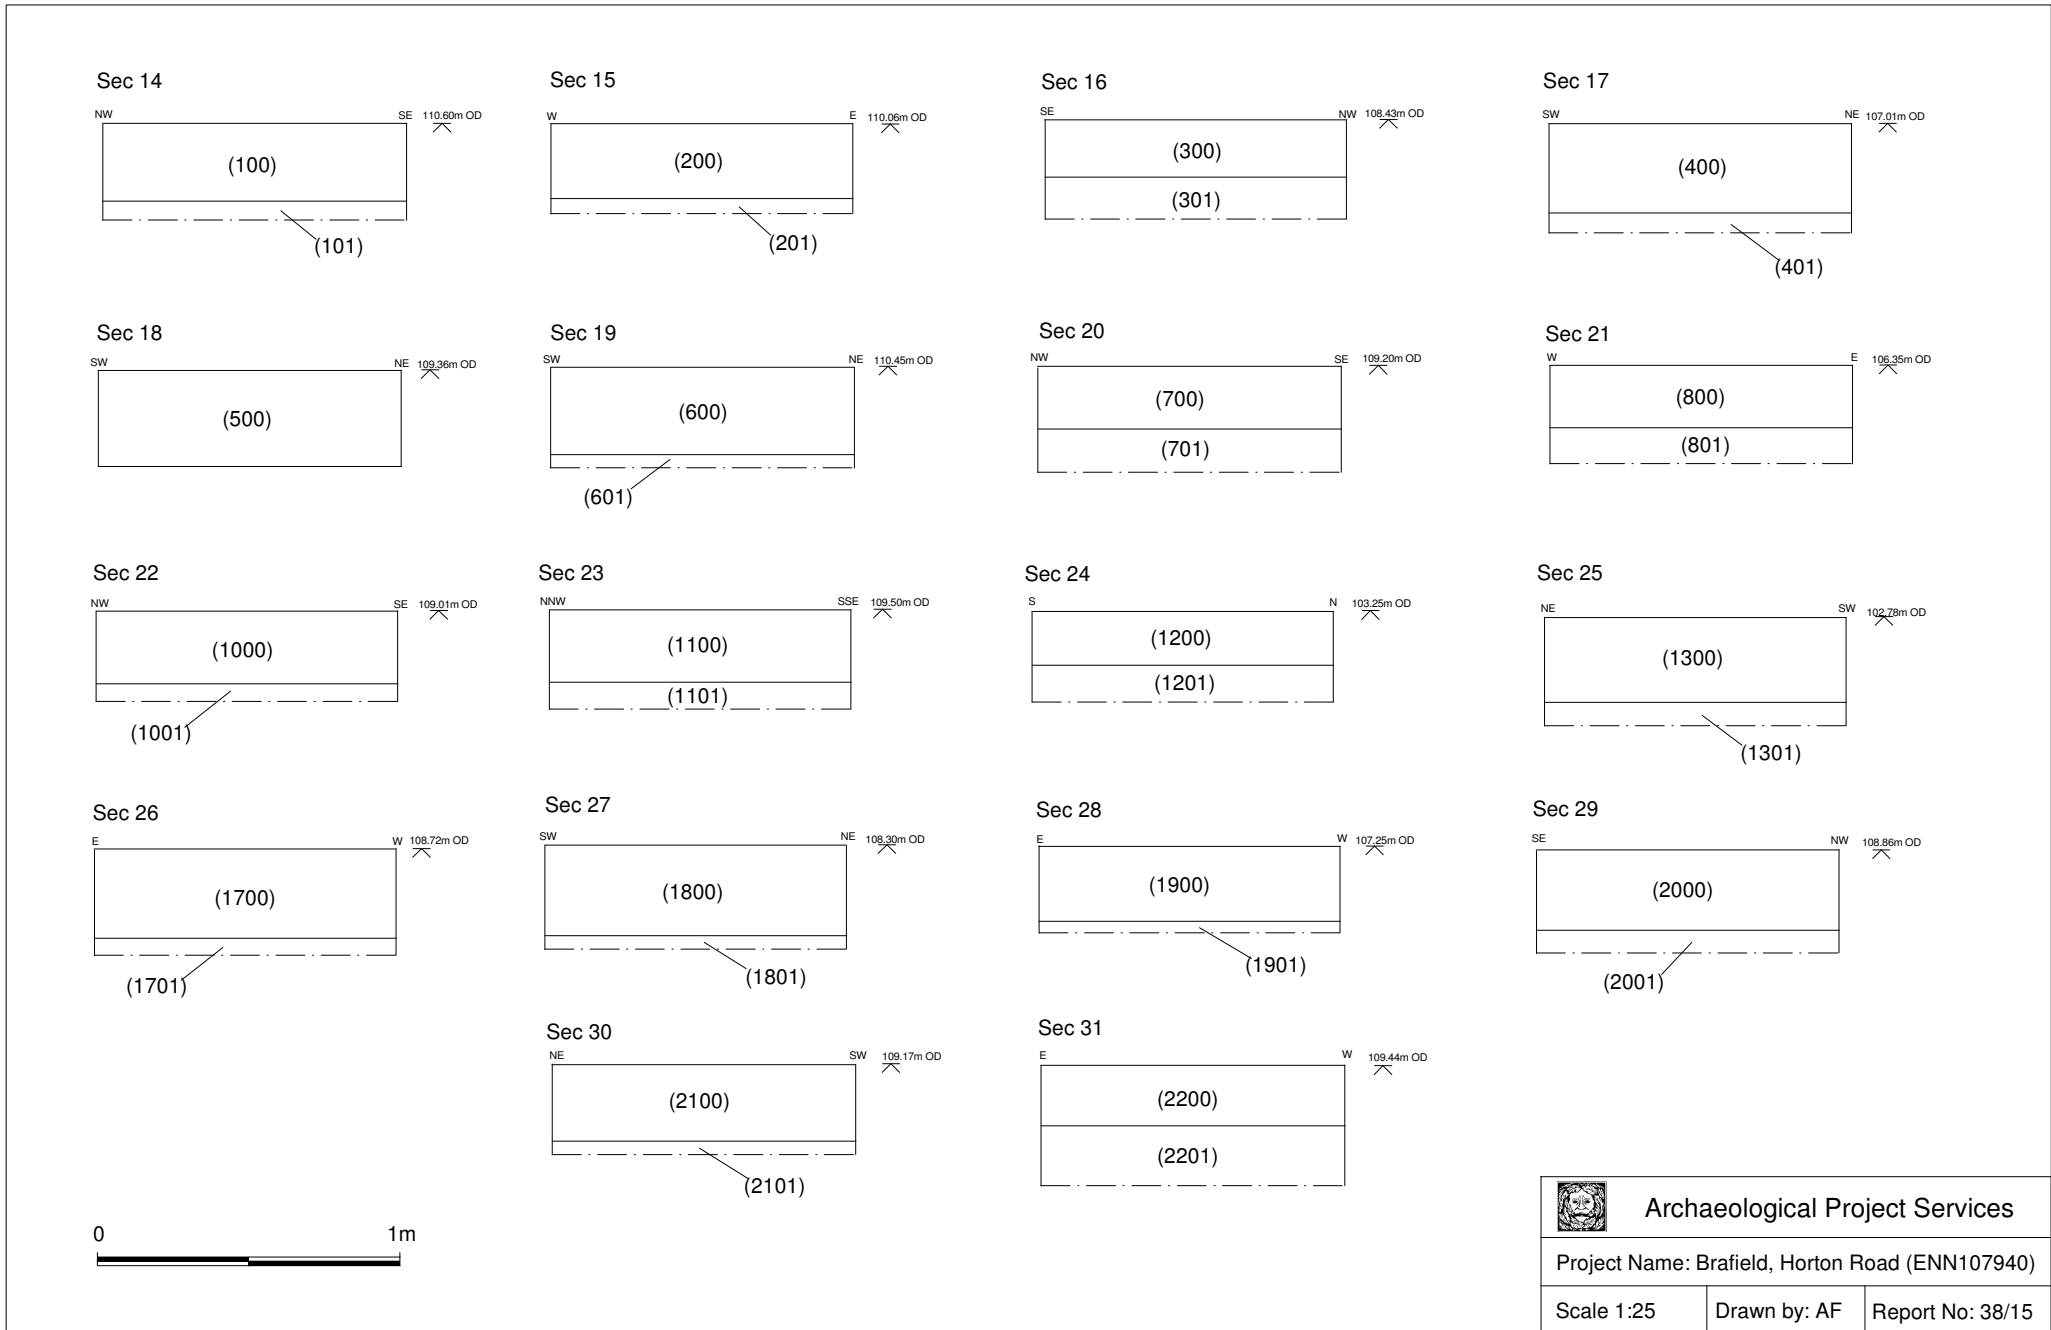 Sec 14
NW SE 110.60m OD
(100)
(101)
Sec 15
W E 110.06m OD
(200)
(201)
Sec 16
SE NW 108.43m OD
(300)
(301)
Sec 17
SW NE 107.01m OD
(400)
(401)
Sec 18
SW NE 109.36m OD
(500)
Sec 19
SW NE 110.45m OD
(600)
(601)
Sec 20
NW SE 109.20m OD
(700)
(701)
Sec 21
W E 106.35m OD
(800)
(801)
Sec 22
NW SE 109.01m OD
(1000)
(1001)
Sec 23
NNW SSE 109.50m OD
(1100)
(1101)
Sec 24
S N 103.25m OD
(1200)
(1201)
Sec 25
NE SW 102.78m OD
(1300)
(1301)
Sec 26
E W 108.72m OD
(1700)
(1701)
Sec 27
SW NE 108.30m OD
(1800)
(1801)
Sec 28
E W 107.25m OD
(1900)
(1901)
Sec 29
SE NW 108.86m OD
(2000)
(2001)
Sec 30
NE SW 109.17m OD
(2100)
(2101)
Sec 31
E W 109.44m OD
(2200)
(2201)
0 1m
Archaeological Project Services
Project Name: Brafield, Horton Road (ENN107940)
Scale 1:25 Drawn by: AF Report No: 38/15